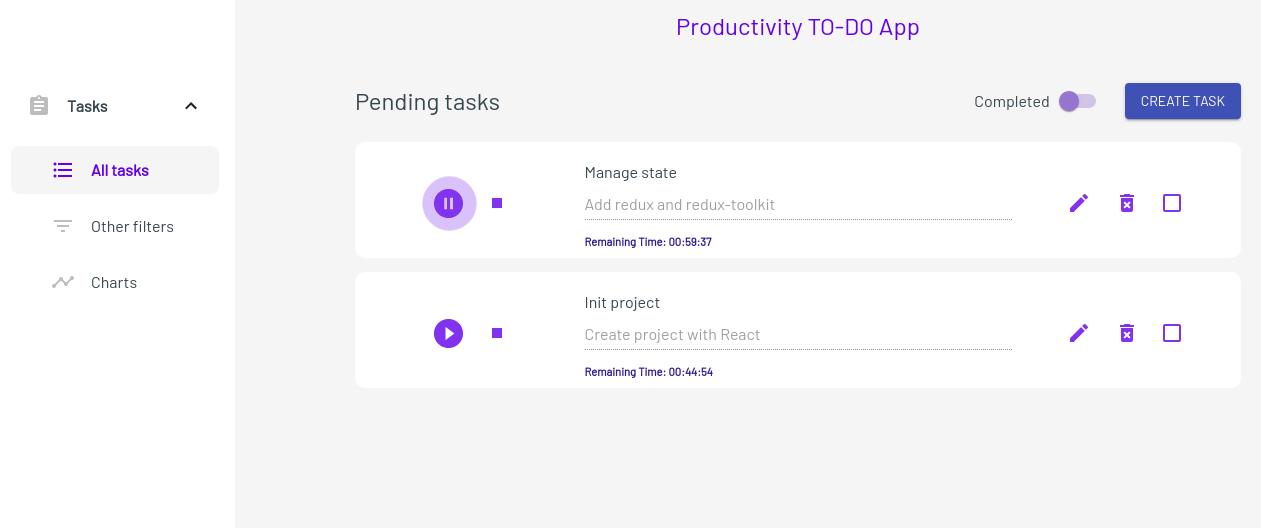 Productivity TO-DO App
Tasks
All tasks
Other filters
Charts
Pending tasks
Completed
CREATE TASK
Manage state
Add redux and redux-toolkit
Remaining Time: 00:59:37
Init project
Create project with React
Remaining Time: 00:44:54